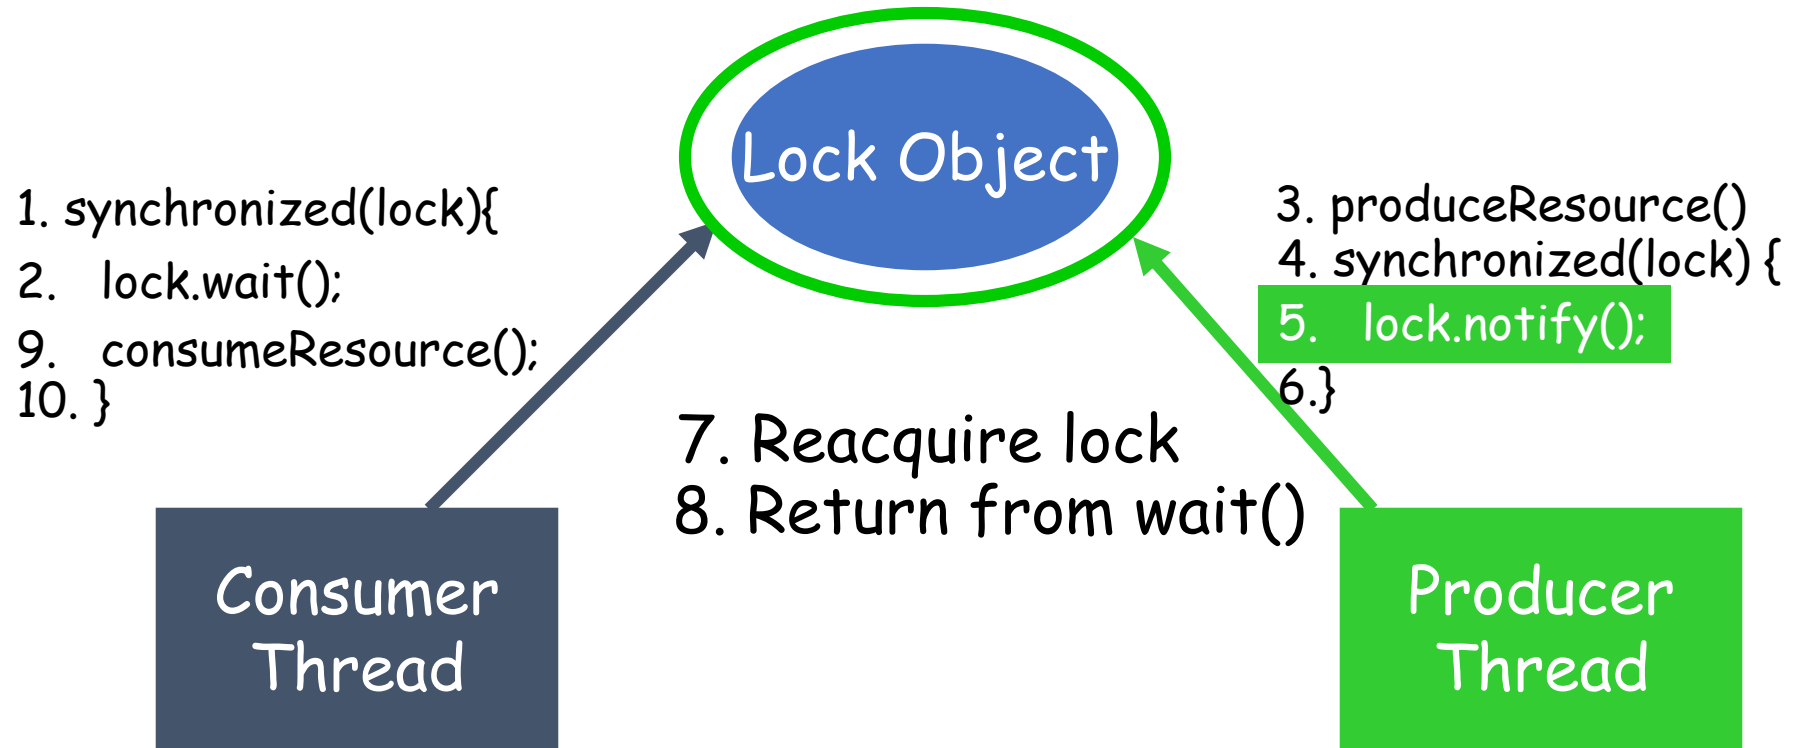 Lock Object
1. synchronized(lock){
2. lock.wait();
9. consumeResource();
10. }
3. produceResource()
4. synchronized(lock) {
5. lock.notify();
6.}
7. Reacquire lock
8. Return from wait()
Consumer
Thread
Producer
Thread